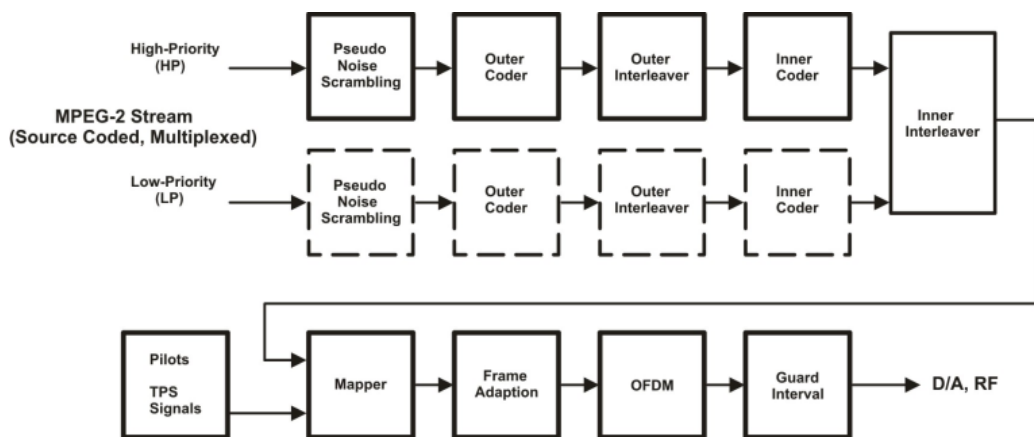 High-Priority
(HP)
Pseudo
Noise
Scrambling
Outer
Coder
Outer
Interleaver
Inner
Coder
MPEG-2 Stream
(Source Coded, Multiplexed)
Inner
Interleaver
Low-Priority
(LP)
Pseudo
Noise
Scrambling
Outer
Coder
Outer
Interleaver
Inner
Coder
Pilots
TPS
Signals
Mapper
Frame
Adaption
OFDM
Guard
Interval
D/A, RF